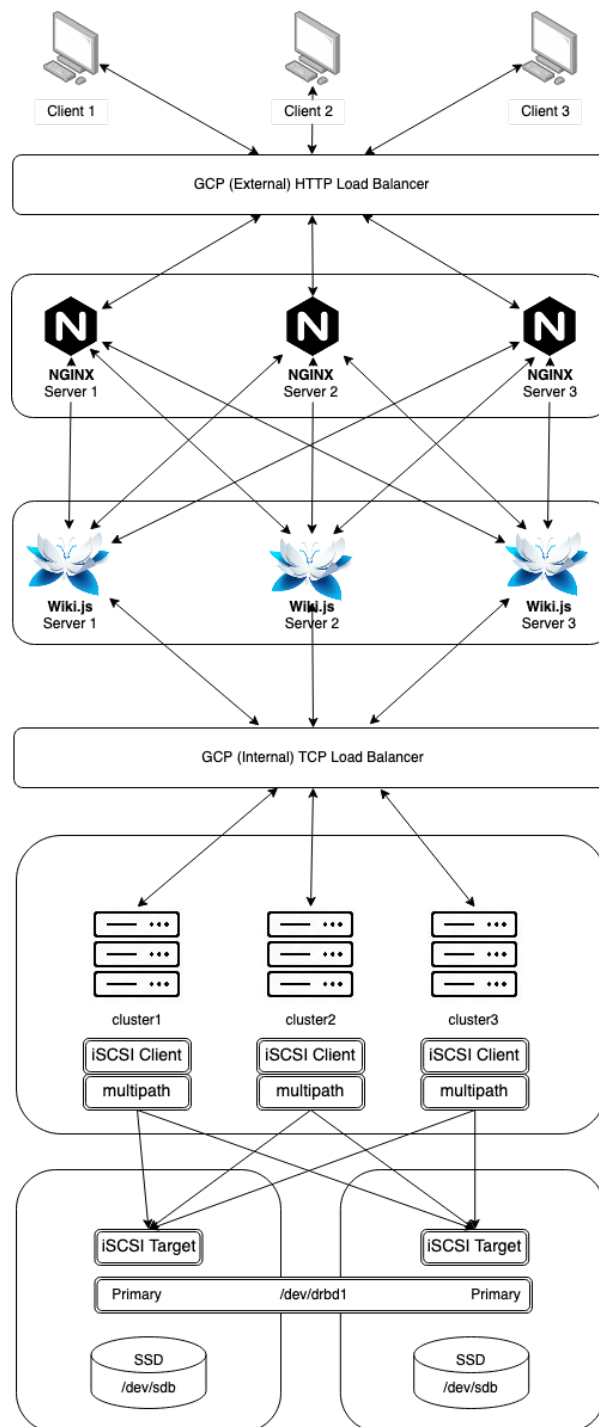 Client 1
Client 2
Client 3
GCP (External) HTTP Load Balancer
N
N
N
NGINX
Server 1
NGINX
Server 2
NGINX
Server 3
Wiki.js
Server 1
Wiki.js
Server 2
Wiki.js
Server 3
GCP (Internal) TCP Load Balancer
cluster1
cluster2
cluster3
iSCSI Client
iSCSI Client
iSCSI Client
multipath
multipath
multipath
iSCSI Target
iSCSI Target
Primary
/dev/drbd1
Primary
SSD
/dev/sdb
SSD
/dev/sdb